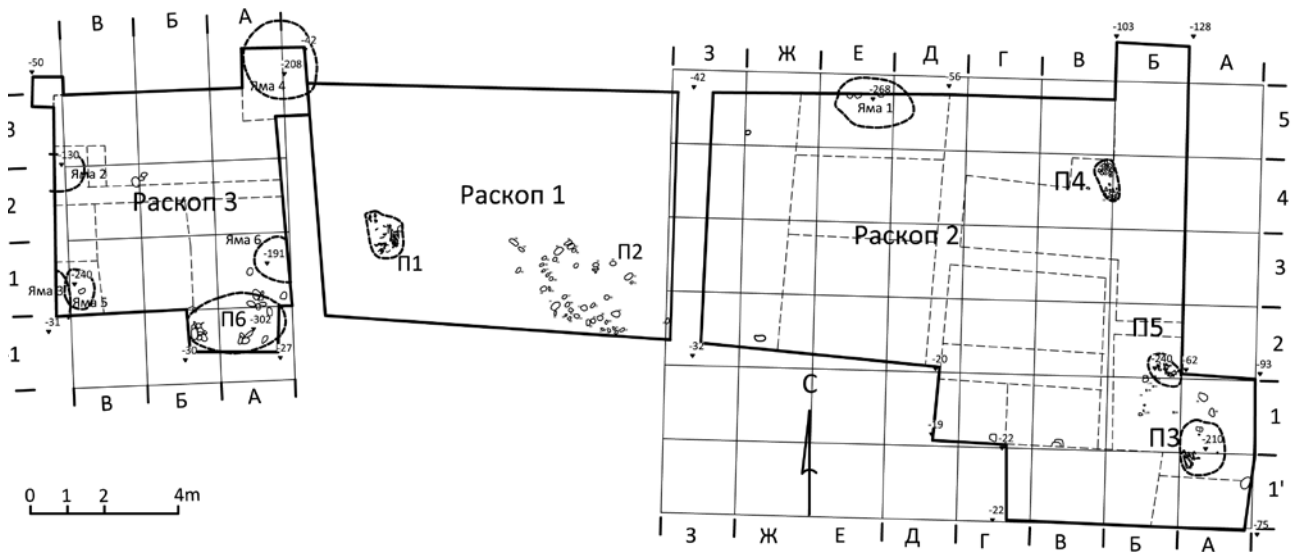 В Б А
-42
-208
Яма 4
-50
З Ж Е Д Г В Б А
-103 -128
-42 -56
-268
Яма 1
3
5
-130
Яма 2
П4
4
2
Раскоп 3
Раскоп 1
Раскоп 2
Яма 6
-191
П1
П2
3
1
-240
Яма 3
Яма 5
П6
-302
П5
2
-31
-30 -27
-32
-20
-240
-62
-93
1
С
1
В Б А
-19
-22
П3
-210
1'
0 1 2 4m
-22
-75
З Ж Е Д Г В Б А